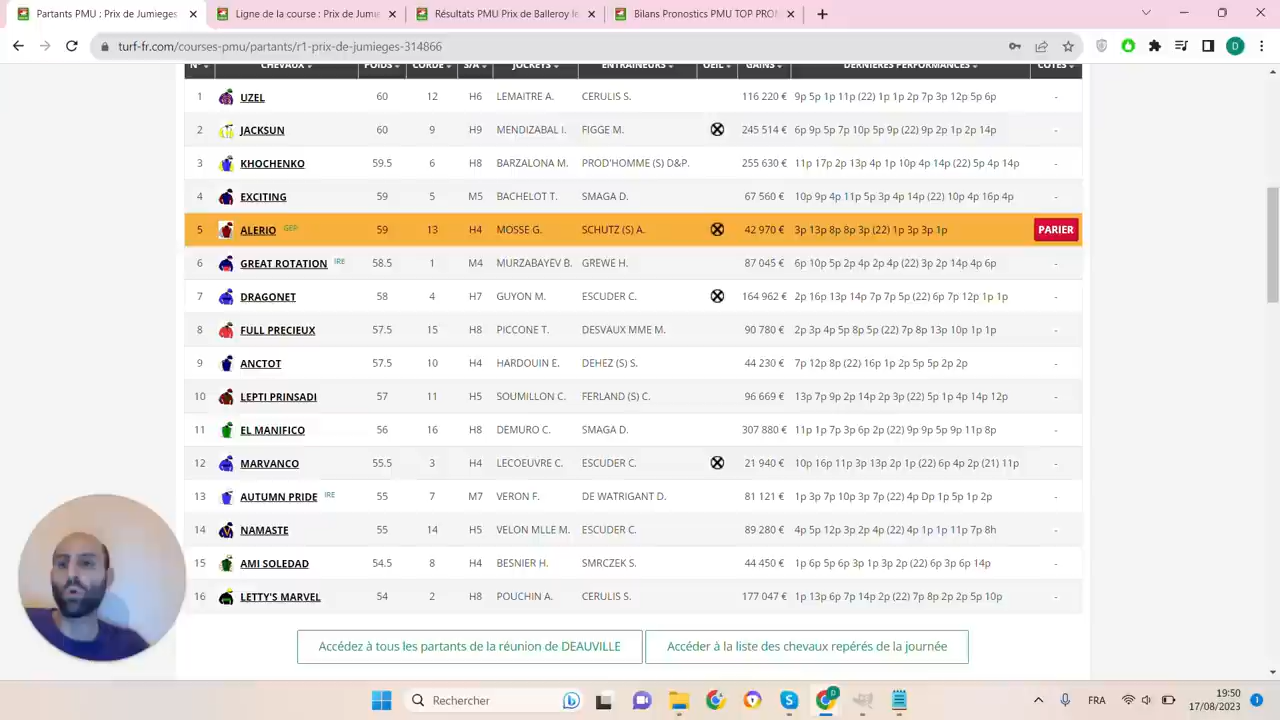 Partants PMU : Prix de Jumieges
Ligne de la course : Prix de Jumie
Résultats PMU Prix de Balleroy le
Bilans Pronostics PMU TOP PRON
turf-fr.com/courses-pmu/partants/r1-prix-de-jumieges-314866
D
N° CHEVAUX POIDS CORDE S/A JOCKEYS ENTRAÎNEURS OEIL GAINS DERNIÈRES PERFORMANCES COTES
1 UZEL 60 12 H6 LEMAITRE A. CERULIS S. 116 220 € 9p 5p 1p 11p (22) 1p 1p 2p 7p 3p 12p 5p 6p -
2 JACKSUN 60 9 H9 MENDIZABAL I. FIGGE M. 245 514 € 6p 9p 5p 7p 10p 5p 9p (22) 9p 2p 1p 2p 14p -
3 KHOCHENKO 59.5 6 H8 BARZALONA M. PROD'HOMME (S) D&P. 255 630 € 11p 17p 2p 13p 4p 1p 10p 4p 14p (22) 5p 4p 14p -
4 EXCITING 59 5 M5 BACHELOT T. SMAGA D. 67 560 € 10p 9p 4p 11p 5p 3p 4p 14p (22) 10p 4p 16p 4p -
5 ALERIO GER 59 13 H4 MOSSE G. SCHUTZ (S) A. 42 970 € 3p 13p 8p 8p 3p (22) 1p 3p 3p 1p PARIER
6 GREAT ROTATION IRE 58.5 1 M4 MURZABAYEV B. GREWE H. 87 045 € 6p 10p 5p 2p 4p 2p 4p (22) 3p 2p 14p 4p 6p -
7 DRAGONET 58 4 H7 GUYON M. ESCUDER C. 164 962 € 2p 16p 13p 14p 7p 7p 5p (22) 6p 7p 12p 1p 1p -
8 FULL PRECIEUX 57.5 15 H8 PICCONE T. DESVAUX MME M. 90 780 € 2p 3p 4p 5p 8p 5p (22) 7p 8p 13p 10p 1p 1p -
9 ANCTOT 57.5 10 H4 HARDOUIN E. DEHEZ (S) S. 44 230 € 7p 12p 8p (22) 16p 1p 2p 5p 5p 2p 2p -
10 LEPTI PRINSADI 57 11 H5 SOUMILLON C. FERLAND (S) C. 96 669 € 13p 7p 9p 2p 14p 2p 3p (22) 5p 1p 4p 14p 12p -
11 EL MANIFICO 56 16 H8 DEMURO C. SMAGA D. 307 880 € 11p 1p 7p 3p 6p 2p (22) 9p 9p 5p 9p 11p 8p -
12 MARVANCO 55.5 3 H4 LECOEUVRE C. ESCUDER C. 21 940 € 10p 16p 11p 3p 13p 2p 1p (22) 6p 4p 2p (21) 11p -
13 AUTUMN PRIDE IRE 55 7 M7 VERON F. DE WATRIGANT D. 81 121 € 1p 3p 7p 10p 3p 7p (22) 4p Dp 1p 5p 1p 2p -
14 NAMASTE 55 14 H5 VELON MLLE M. ESCUDER C. 89 280 € 4p 5p 12p 3p 2p 4p (22) 4p 1p 1p 11p 7p 8h -
15 AMI SOLEDAD 54.5 8 H4 BESNIER H. SMRCZEK S. 44 450 € 1p 6p 5p 6p 3p 1p 3p 2p (22) 6p 3p 6p 14p -
16 LETTY'S MARVEL 54 2 H8 POUCHIN A. CERULIS S. 177 047 € 1p 13p 6p 7p 14p 2p (22) 7p 8p 2p 2p 5p 10p -
Accédez à tous les partants de la réunion de DEAUVILLE
Accéder à la liste des chevaux repérés de la journée
Rechercher
FRA
19:50
17/08/2023